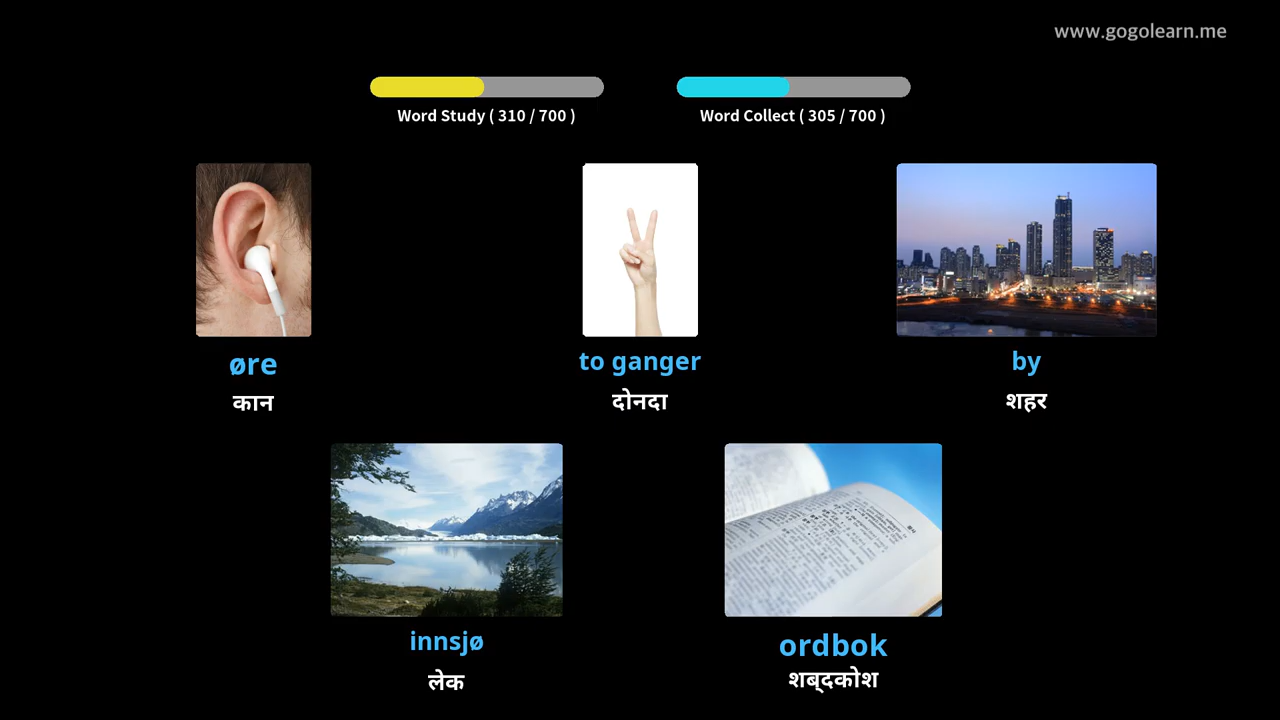 www.gogolearn.me
Word Study ( 310 / 700 )
Word Collect ( 305 / 700 )
øre
कान
to ganger
दोनदा
by
शहर
innsjø
लेक
ordbok
शब्‌दकोश